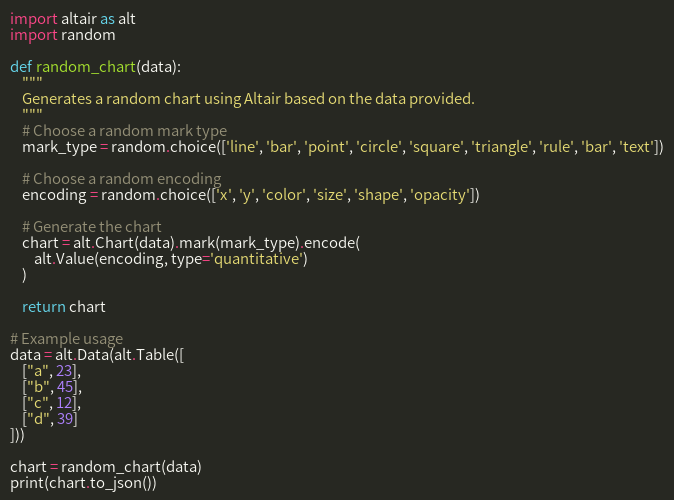 import altair as alt
import random

def random_chart(data):
    """
    Generates a random chart using Altair based on the data provided.
    """
    # Choose a random mark type
    mark_type = random.choice(['line', 'bar', 'point', 'circle', 'square', 'triangle', 'rule', 'bar', 'text'])

    # Choose a random encoding
    encoding = random.choice(['x', 'y', 'color', 'size', 'shape', 'opacity'])

    # Generate the chart
    chart = alt.Chart(data).mark(mark_type).encode(
        alt.Value(encoding, type='quantitative')
    )

    return chart

# Example usage
data = alt.Data(alt.Table([
    ["a", 23],
    ["b", 45],
    ["c", 12],
    ["d", 39]
]))

chart = random_chart(data)
print(chart.to_json())